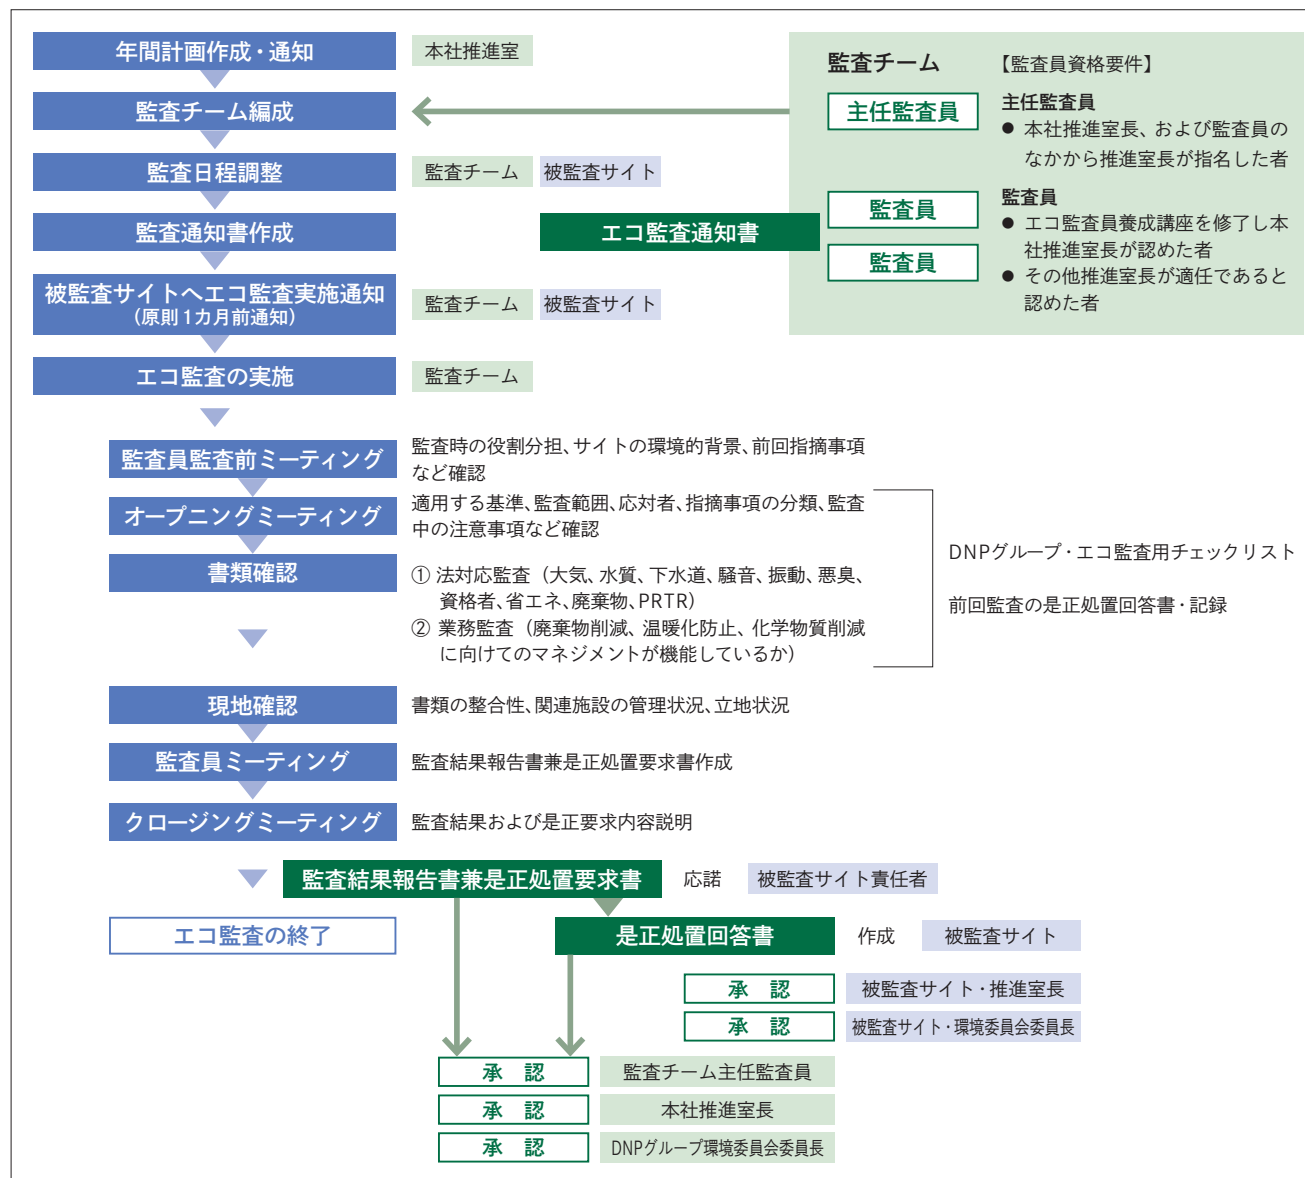 年間計画作成・通知
本社推進室
監査チーム編成
監査チーム
【監査員資格要件】
主任監査員
主任監査員
● 本社推進室長、および監査員の
なかから推進室長が指名した者
監査員
監査員
監査員
● エコ監査員養成講座を修了し本
社推進室長が認めた者
● その他推進室長が適任であると
認めた者
監査日程調整
監査チーム
被監査サイト
監査通知書作成
エコ監査通知書
被監査サイトへエコ監査実施通知
(原則1カ月前通知)
監査チーム
被監査サイト
エコ監査の実施
監査チーム
監査員監査前ミーティング
監査時の役割分担、サイトの環境的背景、前回指摘事項
など確認
オープニングミーティング
適用する基準、監査範囲、応対者、指摘事項の分類、監査
中の注意事項など確認
書類確認
① 法対応監査（大気、水質、下水道、騒音、振動、悪臭、
資格者、省エネ、廃棄物、PRTR）
② 業務監査（廃棄物削減、温暖化防止、化学物質削減
に向けてのマネジメントが機能しているか）
DNPグループ・エコ監査用チェックリスト
前回監査の是正処置回答書・記録
現地確認
書類の整合性、関連施設の管理状況、立地状況
監査員ミーティング
監査結果報告書兼是正処置要求書作成
クロージングミーティング
監査結果および是正要求内容説明
監査結果報告書兼是正処置要求書
応諾
被監査サイト責任者
エコ監査の終了
是正処置回答書
作成
被監査サイト
承 認
被監査サイト・推進室長
承 認
被監査サイト・環境委員会委員長
承 認
監査チーム主任監査員
承 認
本社推進室長
承 認
DNPグループ環境委員会委員長